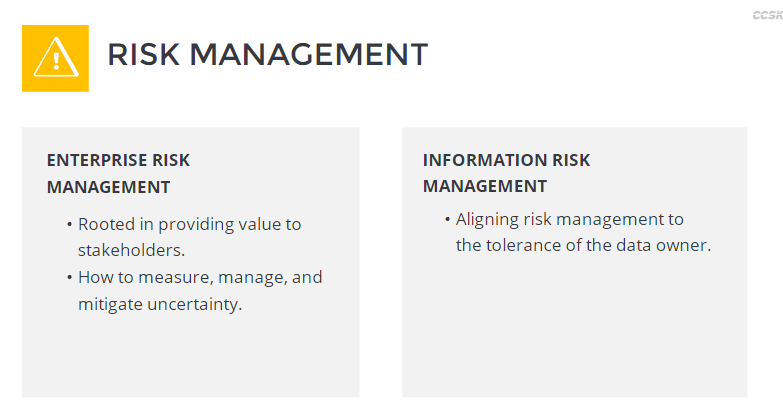 CCSK
RISK MANAGEMENT
ENTERPRISE RISK
MANAGEMENT
• Rooted in providing value to
stakeholders.
• How to measure, manage, and
mitigate uncertainty.
INFORMATION RISK
MANAGEMENT
• Aligning risk management to
the tolerance of the data owner.